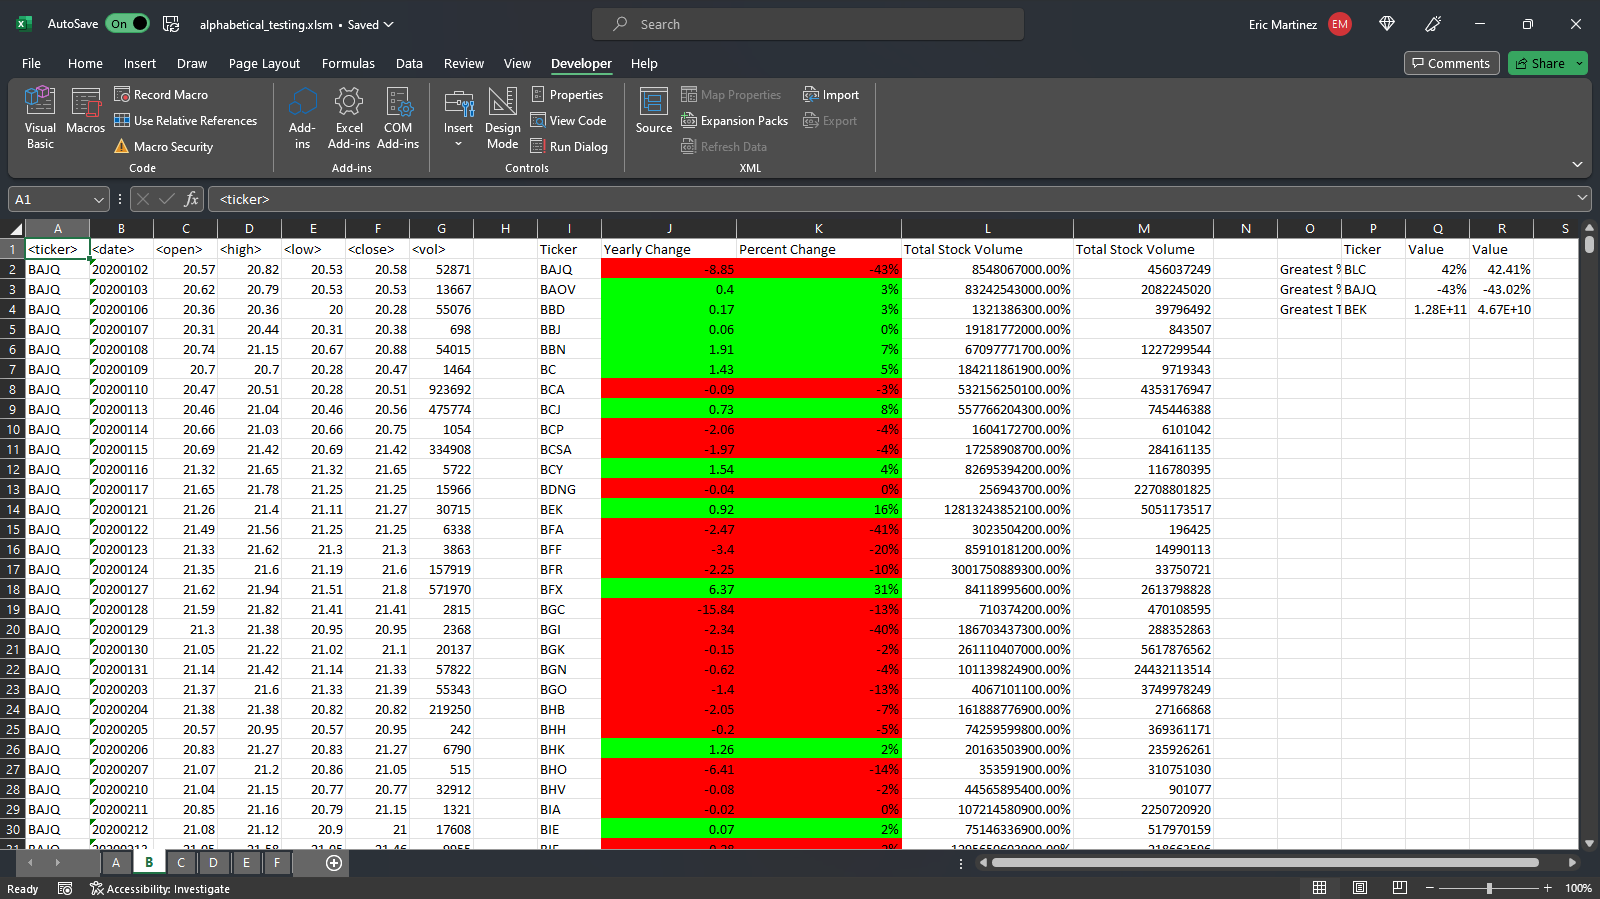 AutoSave On alphabetical_testing.xlsm • Saved Search Eric Martinez EM
File Home Insert Draw Page Layout Formulas Data Review View Developer Help Comments Share
Visual Basic
Macros
Record Macro
Use Relative References
Macro Security
Code
Add-ins
Excel Add-ins
COM Add-ins
Add-ins
Insert
Design Mode
Properties
View Code
Run Dialog
Controls
Source
Map Properties
Expansion Packs
Refresh Data
Import
Export
XML
A1 fx <ticker>
A B C D E F G H I J K L M N O P Q R S
1 <ticker> <date> <open> <high> <low> <close> <vol> Ticker Yearly Change Percent Change Total Stock Volume Total Stock Volume Ticker Value Value
2 BAJQ 20200102 20.57 20.82 20.53 20.58 52871 BAJQ -8.85 -43% 8548067000.00% 456037249 Greatest % BLC 42% 42.41%
3 BAJQ 20200103 20.62 20.79 20.53 20.53 13667 BAOV 0.4 3% 83242543000.00% 2082245020 Greatest % BAJQ -43% -43.02%
4 BAJQ 20200106 20.36 20.36 20 20.28 55076 BBD 0.17 3% 1321386300.00% 39796492 Greatest T BEK 1.28E+11 4.67E+10
5 BAJQ 20200107 20.31 20.44 20.31 20.38 698 BBJ 0.06 0% 19181772000.00% 843507
6 BAJQ 20200108 20.74 21.15 20.67 20.88 54015 BBN 1.91 7% 67097771700.00% 1227299544
7 BAJQ 20200109 20.7 20.7 20.28 20.47 1464 BC 1.43 5% 184211861900.00% 9719343
8 BAJQ 20200110 20.47 20.51 20.28 20.51 923692 BCA -0.09 -3% 532156250100.00% 4353176947
9 BAJQ 20200113 20.46 21.04 20.46 20.56 475774 BCJ 0.73 8% 557766204300.00% 745446388
10 BAJQ 20200114 20.66 21.03 20.66 20.75 1054 BCP -2.06 -4% 1604172700.00% 6101042
11 BAJQ 20200115 20.69 21.42 20.69 21.42 334908 BCSA -1.97 -4% 17258908700.00% 284161135
12 BAJQ 20200116 21.32 21.65 21.32 21.65 5722 BCY 1.54 4% 82695394200.00% 116780395
13 BAJQ 20200117 21.65 21.78 21.25 21.25 15966 BDNG -0.04 0% 256943700.00% 22708801825
14 BAJQ 20200121 21.26 21.4 21.11 21.27 30715 BEK 0.92 16% 12813243852100.00% 5051173517
15 BAJQ 20200122 21.49 21.56 21.25 21.25 6338 BFA -2.47 -41% 3023504200.00% 196425
16 BAJQ 20200123 21.33 21.62 21.3 21.3 3863 BFF -3.4 -20% 85910181200.00% 14990113
17 BAJQ 20200124 21.35 21.6 21.19 21.6 157919 BFR -2.25 -10% 3001750889300.00% 33750721
18 BAJQ 20200127 21.62 21.94 21.51 21.8 571970 BFX 6.37 31% 84118995600.00% 2613798828
19 BAJQ 20200128 21.59 21.82 21.41 21.41 2815 BGC -15.84 -13% 710374200.00% 470108595
20 BAJQ 20200129 21.3 21.38 20.95 20.95 2368 BGI -2.34 -40% 186703437300.00% 288352863
21 BAJQ 20200130 21.05 21.22 21.02 21.1 20137 BGK -0.15 -2% 261110407000.00% 5617876562
22 BAJQ 20200131 21.14 21.42 21.14 21.33 57822 BGN -0.62 -4% 101139824900.00% 24432113514
23 BAJQ 20200203 21.37 21.6 21.33 21.39 55343 BGO -1.4 -13% 4067101100.00% 3749978249
24 BAJQ 20200204 21.38 21.38 20.82 20.82 219250 BHB -2.05 -7% 161888776900.00% 27166868
25 BAJQ 20200205 20.57 20.95 20.57 20.95 242 BHH -0.2 -5% 74259599800.00% 369361171
26 BAJQ 20200206 20.83 21.27 20.83 21.27 6790 BHK 1.26 2% 20163503900.00% 235926261
27 BAJQ 20200207 21.07 21.2 20.86 21.05 515 BHO -6.41 -14% 353591900.00% 310751030
28 BAJQ 20200210 21.04 21.15 20.77 20.77 32912 BHV -0.08 -2% 44565895400.00% 901077
29 BAJQ 20200211 20.85 21.16 20.79 21.15 1321 BIA -0.02 0% 107214580900.00% 2250720920
30 BAJQ 20200212 21.08 21.12 20.9 21 17608 BIE 0.07 2% 75146336900.00% 517970159
A B C D E F
Ready Accessibility: Investigate 100%